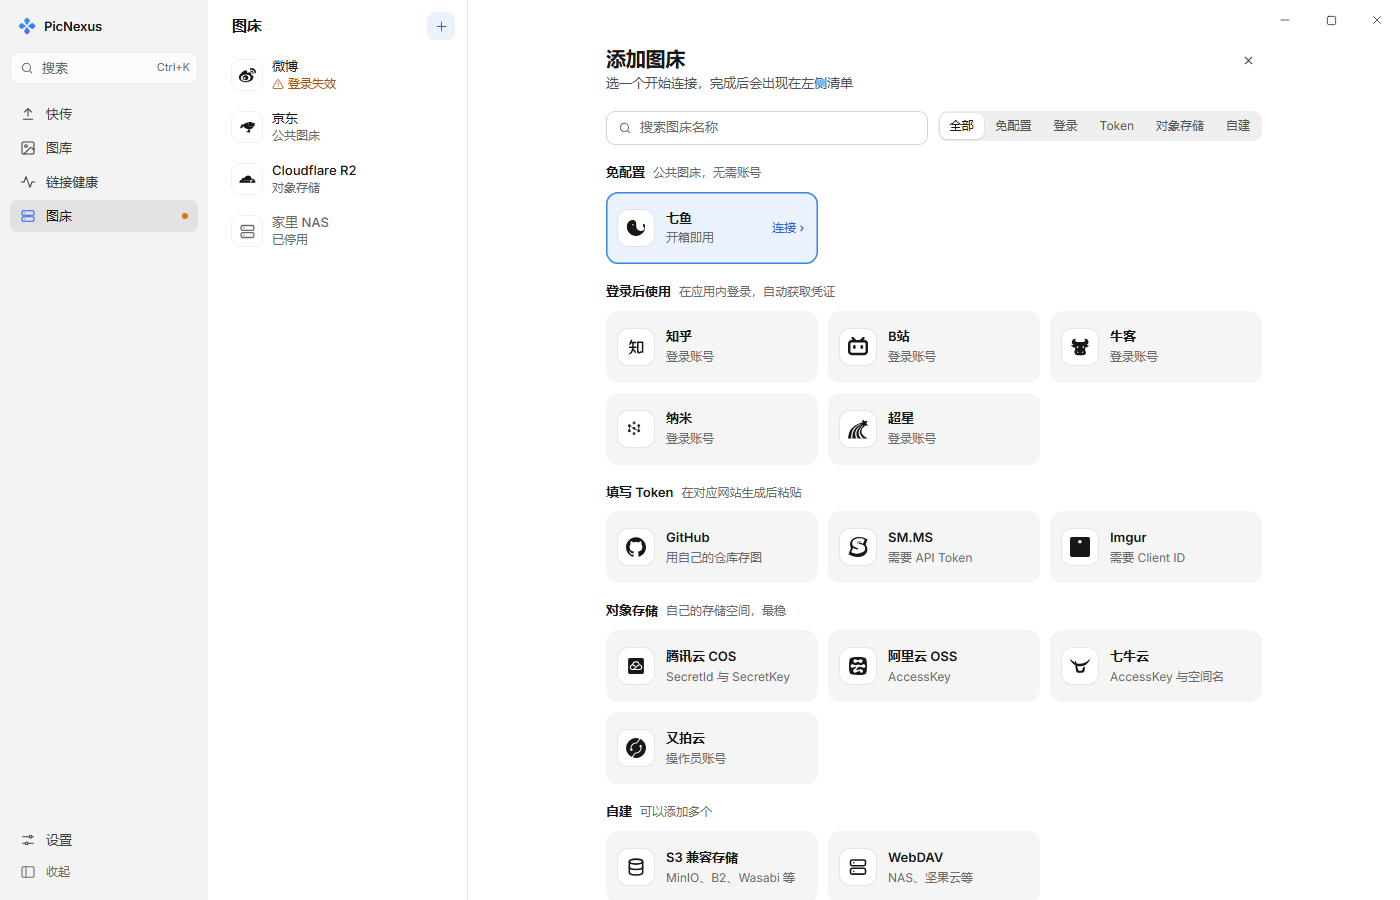 PicNexus
搜索 Ctrl+K
快传
图库
链接健康
图床
设置
收起
图床
微博
登录失效
京东
公共图床
Cloudflare R2
对象存储
家里 NAS
已停用
添加图床
选一个开始连接，完成后会出现在左侧清单
搜索图床名称
全部 免配置 登录 Token 对象存储 自建
免配置 公共图床，无需账号
七鱼
开箱即用
连接 ›
登录后使用 在应用内登录，自动获取凭证
知乎
登录账号
B站
登录账号
牛客
登录账号
纳米
登录账号
超星
登录账号
填写 Token 在对应网站生成后粘贴
GitHub
用自己的仓库存图
SM.MS
需要 API Token
Imgur
需要 Client ID
对象存储 自己的存储空间，最稳
腾讯云 COS
SecretId 与 SecretKey
阿里云 OSS
AccessKey
七牛云
AccessKey 与空间名
又拍云
操作员账号
自建 可以添加多个
S3 兼容存储
MinIO、B2、Wasabi 等
WebDAV
NAS、坚果云等